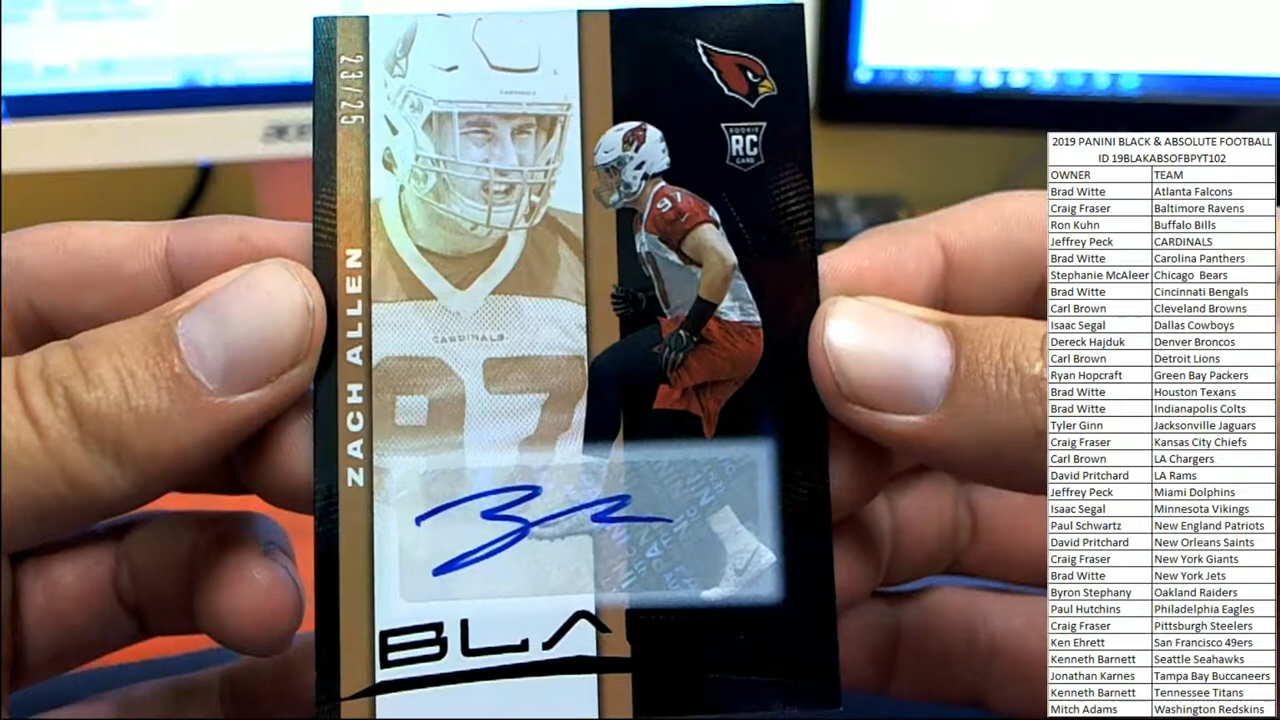 23/25
ZACH ALLEN
CARDINALS
CARDINALS
97
97
ROOKIE
RC
CARD
BLA
acer
2019 PANINI BLACK & ABSOLUTE FOOTBALL
ID 19BLAKABSOFBPYT102
OWNER TEAM
Brad Witte Atlanta Falcons
Craig Fraser Baltimore Ravens
Ron Kuhn Buffalo Bills
Jeffrey Peck CARDINALS
Brad Witte Carolina Panthers
Stephanie McAleer Chicago Bears
Brad Witte Cincinnati Bengals
Carl Brown Cleveland Browns
Isaac Segal Dallas Cowboys
Dereck Hajduk Denver Broncos
Carl Brown Detroit Lions
Ryan Hopcraft Green Bay Packers
Brad Witte Houston Texans
Brad Witte Indianapolis Colts
Tyler Ginn Jacksonville Jaguars
Craig Fraser Kansas City Chiefs
Carl Brown LA Chargers
David Pritchard LA Rams
Jeffrey Peck Miami Dolphins
Isaac Segal Minnesota Vikings
Paul Schwartz New England Patriots
David Pritchard New Orleans Saints
Craig Fraser New York Giants
Brad Witte New York Jets
Byron Stephany Oakland Raiders
Paul Hutchins Philadelphia Eagles
Craig Fraser Pittsburgh Steelers
Ken Ehrett San Francisco 49ers
Kenneth Barnett Seattle Seahawks
Jonathan Karnes Tampa Bay Buccaneers
Kenneth Barnett Tennessee Titans
Mitch Adams Washington Redskins